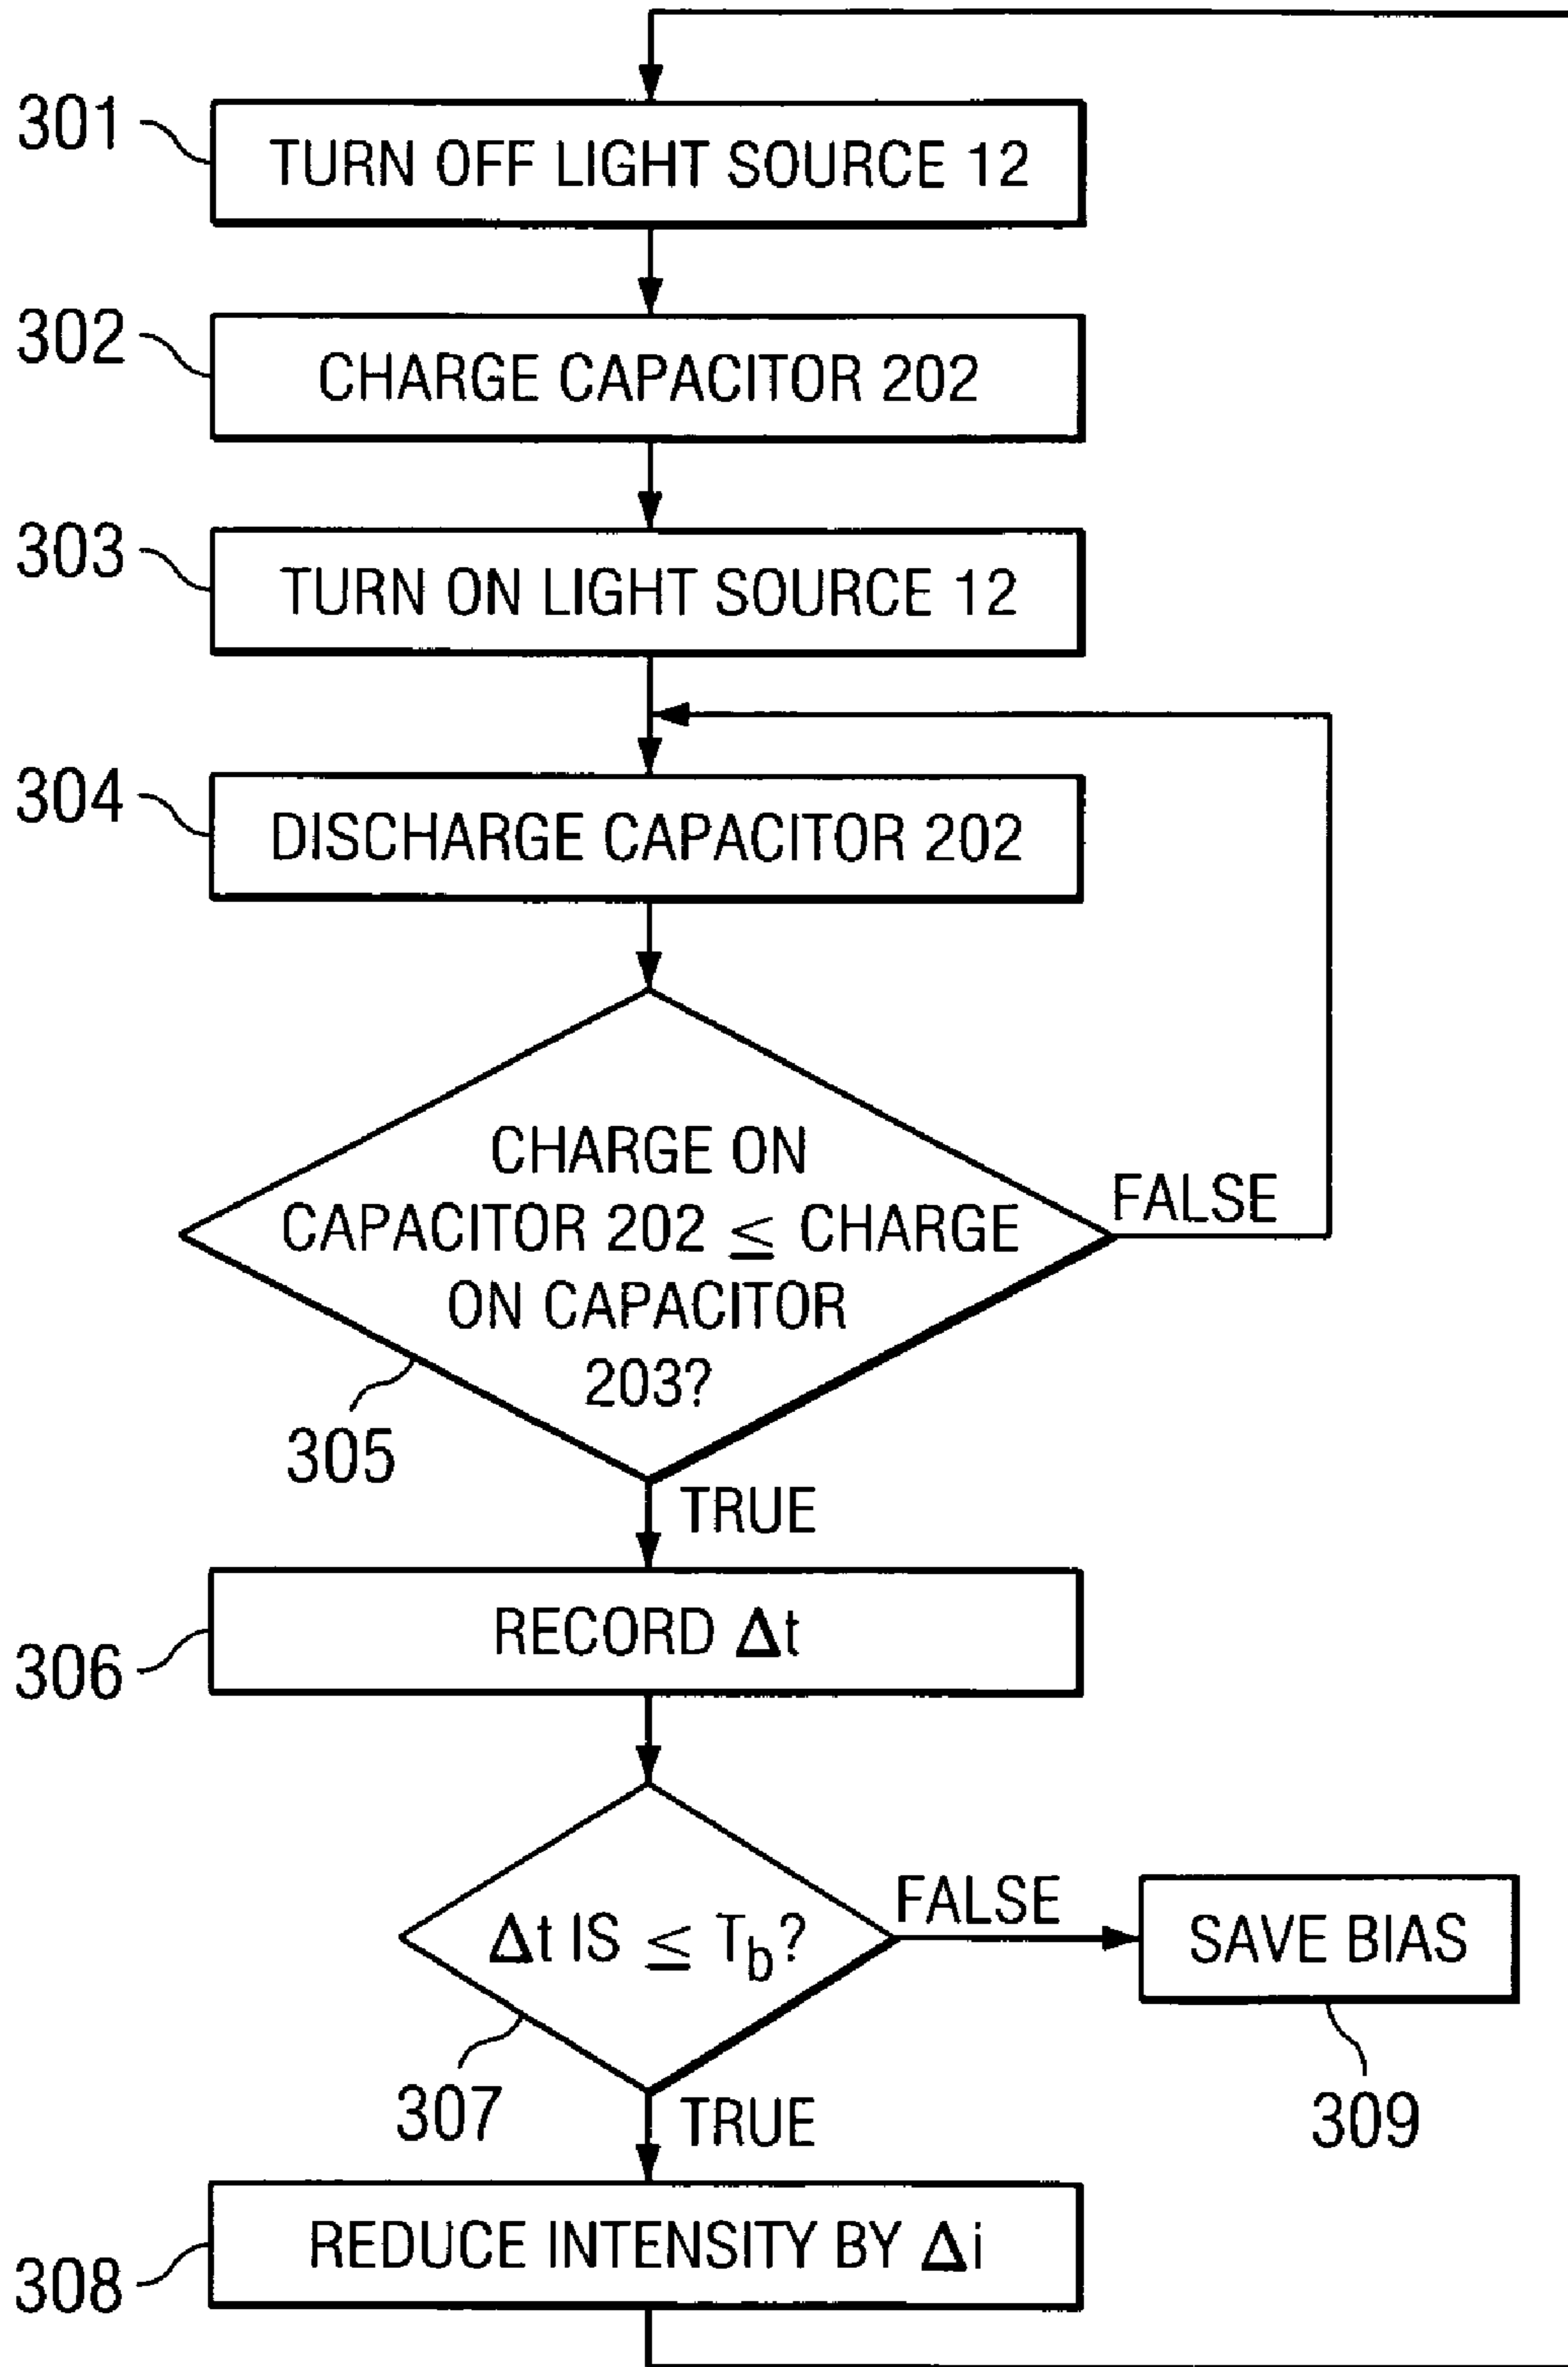 301
TURN OFF LIGHT SOURCE 12
302
CHARGE CAPACITOR 202
303
TURN ON LIGHT SOURCE 12
304
DISCHARGE CAPACITOR 202
CHARGE ON
CAPACITOR 202 ≤ CHARGE
ON CAPACITOR
203?
FALSE
305
TRUE
RECORD Δt
306
Δt IS ≤ Tb?
FALSE
SAVE BIAS
307
309
TRUE
REDUCE INTENSITY BY Δi
308